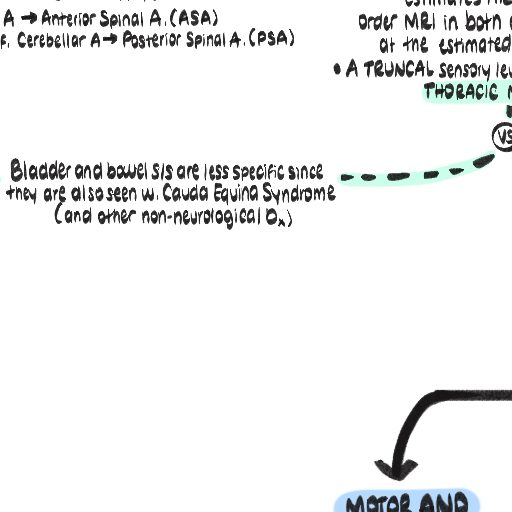 A → Anterior Spinal A. (ASA)
f. Cerebellar A → Posterior Spinal A. (PSA)
order MRI in both
at the estimated
• A TRUNCAL sensory
THORACIC
VS
Bladder and bowel s/s are less specific since
they are also seen w. Cauda Equina Syndrome
(and other non-neurological Dx)
MOTOR AND